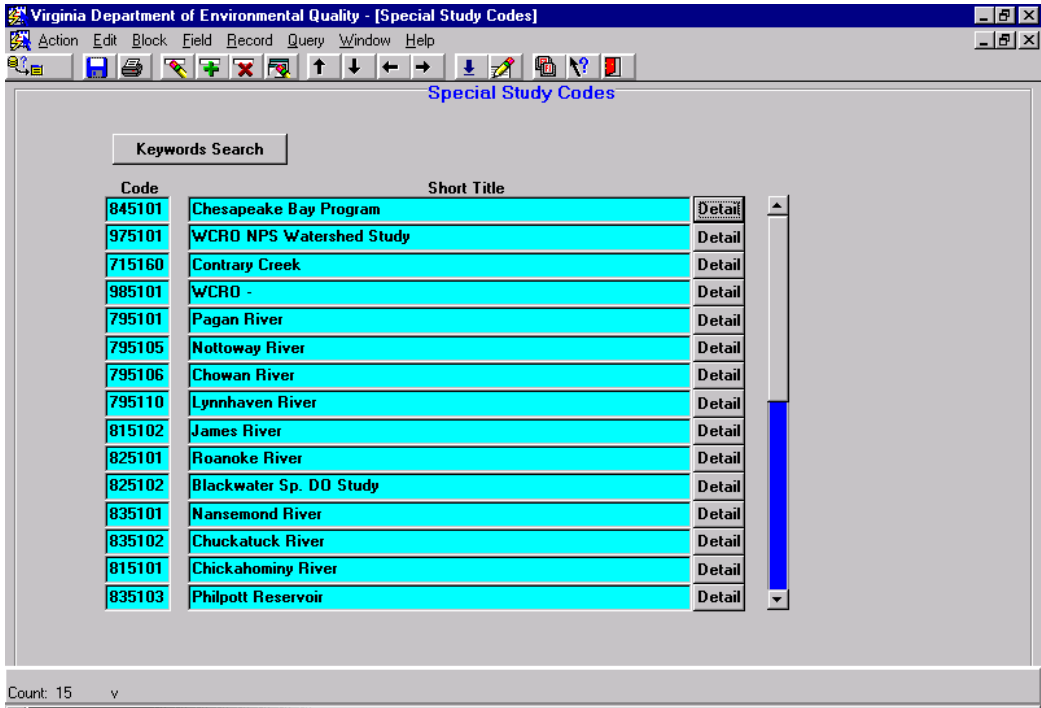 Virginia Department of Environmental Quality - [Special Study Codes]
Action Edit Block Field Record Query Window Help
Special Study Codes
Keywords Search
Code Short Title
845101 Chesapeake Bay Program Detail
975101 WCRO NPS Watershed Study Detail
715160 Contrary Creek Detail
985101 WCRO - Detail
795101 Pagan River Detail
795105 Nottoway River Detail
795106 Chowan River Detail
795110 Lynnhaven River Detail
815102 James River Detail
825101 Roanoke River Detail
825102 Blackwater Sp. DO Study Detail
835101 Nansemond River Detail
835102 Chuckatuck River Detail
815101 Chickahominy River Detail
835103 Philpott Reservoir Detail
Count: 15 v